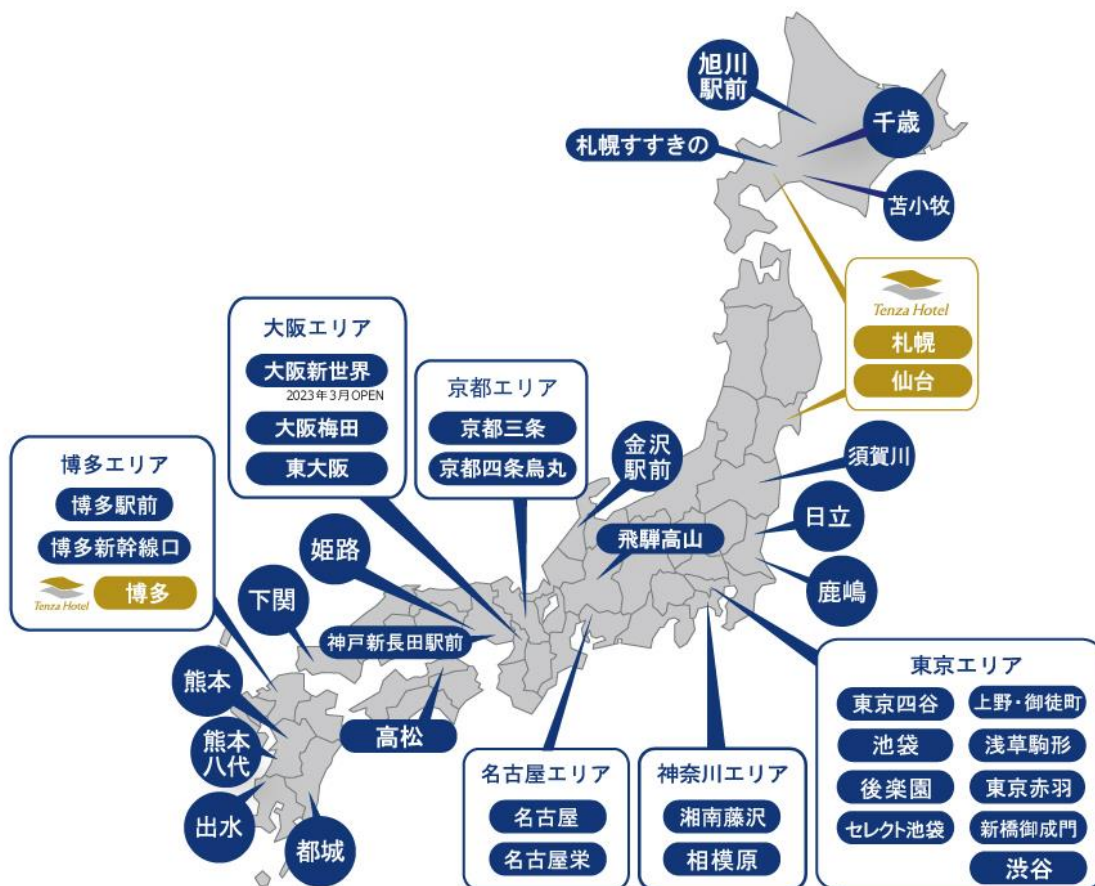 旭川
駅前
千歳
札幌すすきの
苫小牧
Tenza Hotel
札幌
仙台
大阪エリア
大阪新世界
2023年3月OPEN
大阪梅田
東大阪
京都エリア
京都三条
京都四条烏丸
金沢
駅前
須賀川
博多エリア
博多駅前
博多新幹線口
Tenza Hotel
博多
日立
飛騨高山
姫路
鹿嶋
下関
神戸新長田駅前
熊本
高松
熊本
八代
出水
都城
名古屋エリア
名古屋
名古屋栄
神奈川エリア
湘南藤沢
相模原
東京エリア
東京四谷
上野・御徒町
池袋
浅草駒形
後楽園
東京赤羽
セレクト池袋
新橋御成門
渋谷